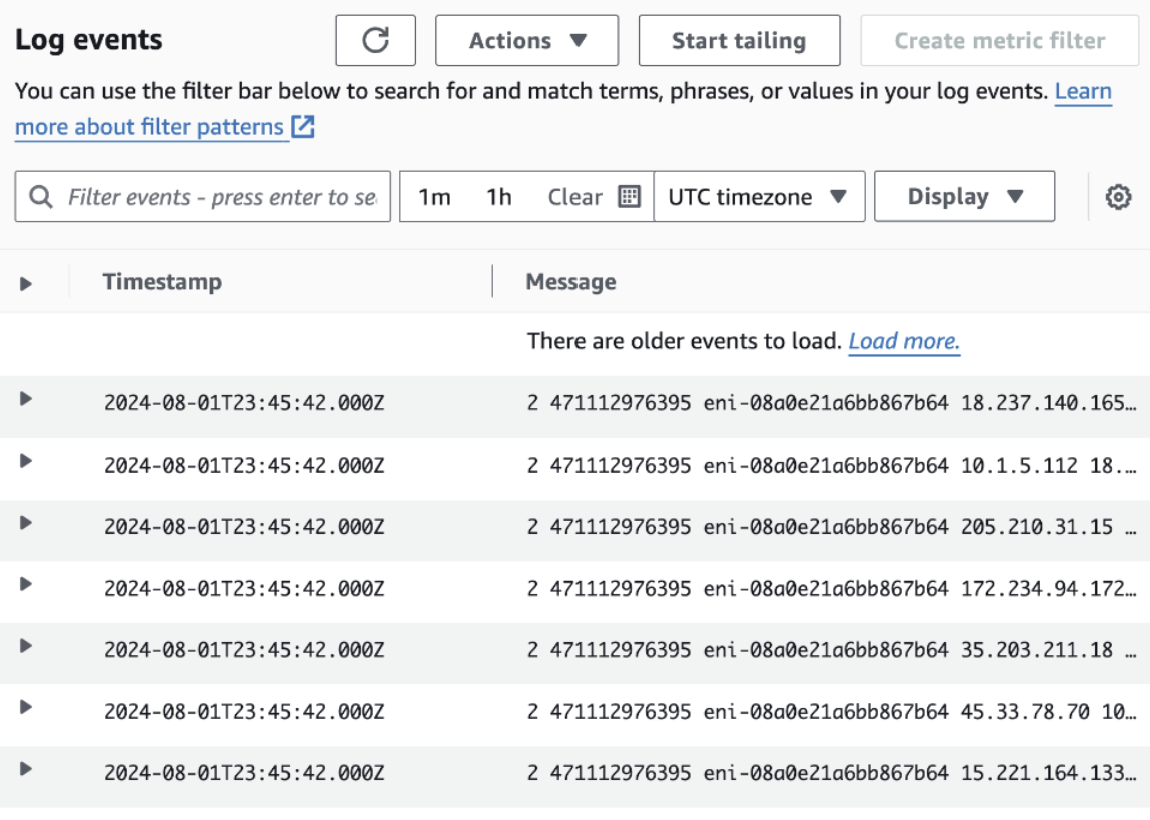 Log events
Actions
Start tailing
Create metric filter
You can use the filter bar below to search for and match terms, phrases, or values in your log events. Learn
more about filter patterns
Filter events - press enter to se
1m 1h Clear UTC timezone Display
Timestamp Message
There are older events to load. Load more.
2024-08-01T23:45:42.000Z 2 471112976395 eni-08a0e21a6bb867b64 18.237.140.165…
2024-08-01T23:45:42.000Z 2 471112976395 eni-08a0e21a6bb867b64 10.1.5.112 18.…
2024-08-01T23:45:42.000Z 2 471112976395 eni-08a0e21a6bb867b64 205.210.31.15 …
2024-08-01T23:45:42.000Z 2 471112976395 eni-08a0e21a6bb867b64 172.234.94.172…
2024-08-01T23:45:42.000Z 2 471112976395 eni-08a0e21a6bb867b64 35.203.211.18 …
2024-08-01T23:45:42.000Z 2 471112976395 eni-08a0e21a6bb867b64 45.33.78.70 10…
2024-08-01T23:45:42.000Z 2 471112976395 eni-08a0e21a6bb867b64 15.221.164.133…